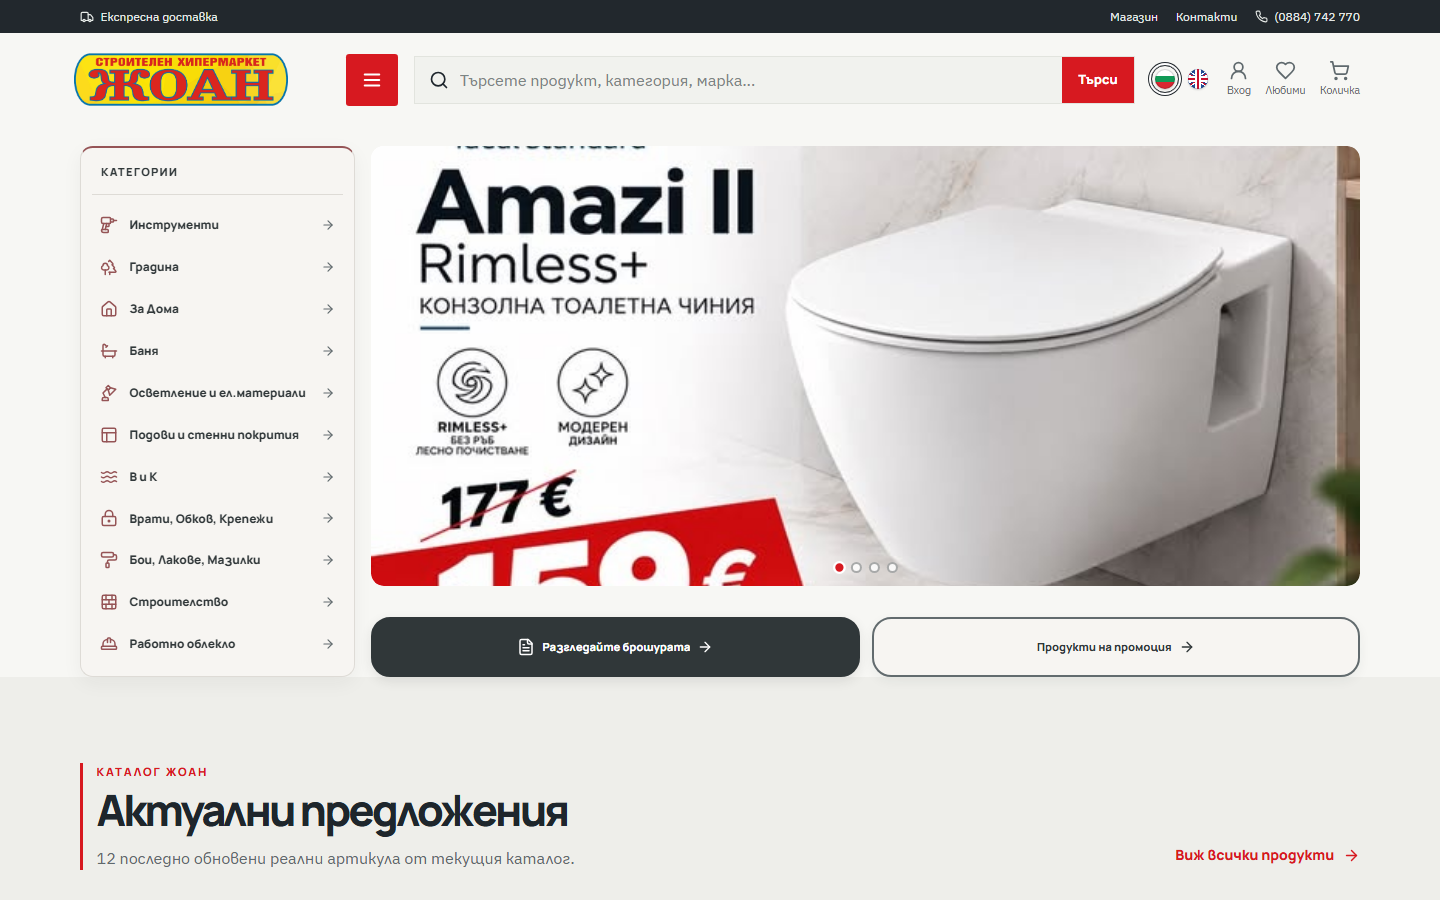 Експресна доставка
Магазин
Контакти
(0884) 742 770
СТРОИТЕЛЕН ХИПЕРМАРКЕТ
ЖОАН
Търсете продукт, категория, марка...
Търси
Вход
Любими
Количка
КАТЕГОРИИ
Инструменти
Градина
За Дома
Баня
Осветление и ел.материали
Подови и стенни покрития
В и К
Врати, Обков, Крепежи
Бои, Лакове, Мазилки
Строителство
Работно облекло
Ideal Standard
Amazi II
Rimless+
КОНЗОЛНА ТОАЛЕТНА ЧИНИЯ
RIMLESS+
БЕЗ РЪБ
ЛЕСНО ПОЧИСТВАНЕ
МОДЕРЕН
ДИЗАЙН
177 €
159 €
Разгледайте брошурата
Продукти на промоция
КАТАЛОГ ЖОАН
Актуални предложения
12 последно обновени реални артикула от текущия каталог.
Виж всички продукти